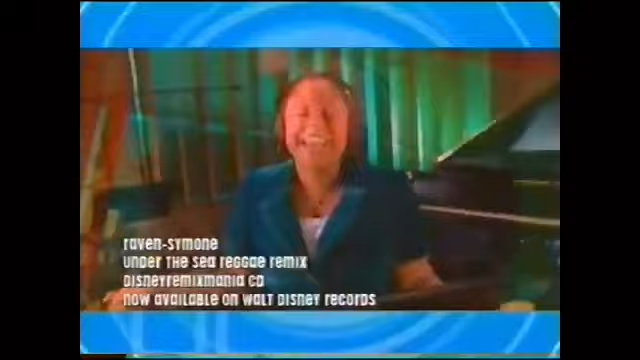 raven-symone
under the sea reggae remix
disneyremixmania cd
now available on walt disney records